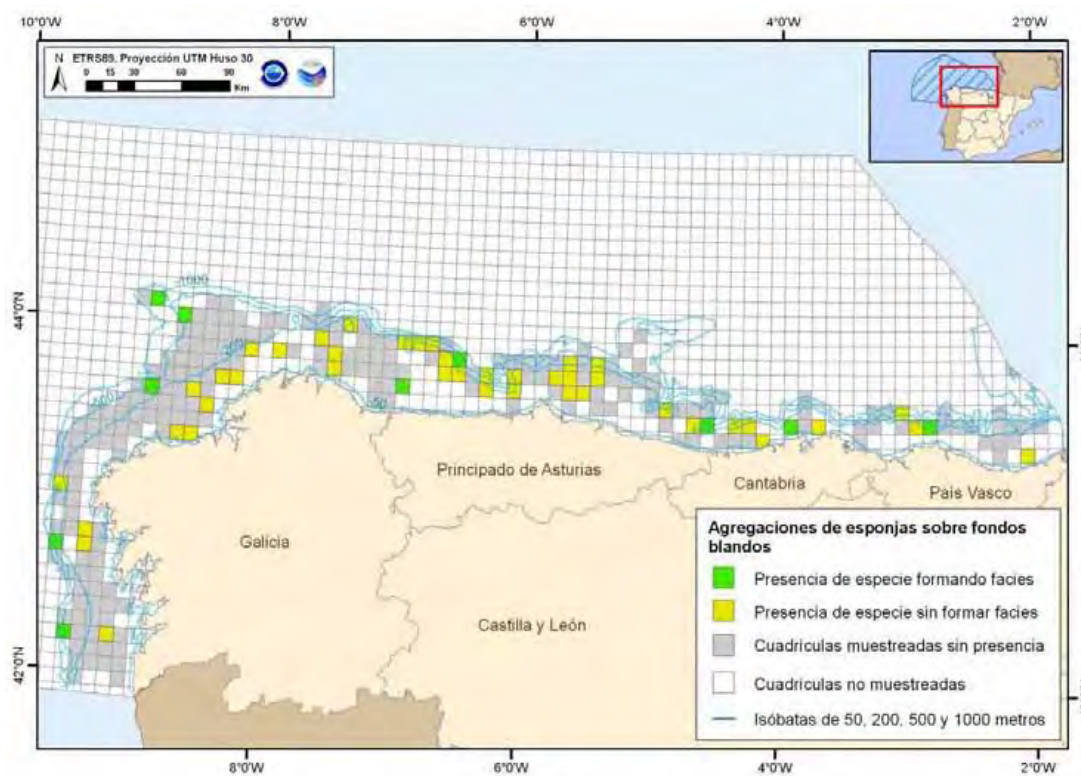 10°0'W 8°0'W 6°0'W 4°0'W 2°0'W
N ETRS89. Proyección UTM Huso 30
0 15 30 60 90
Km
-1000
44°0'N
-50
Principado de Asturias
Cantabria
País Vasco
Galicia
Castilla y León
42°0'N
Agregaciones de esponjas sobre fondos
blandos
Presencia de especie formando facies
Presencia de especie sin formar facies
Cuadrículas muestreadas sin presencia
Cuadrículas no muestreadas
Isóbatas de 50, 200, 500 y 1000 metros
8°0'W 6°0'W 4°0'W 2°0'W